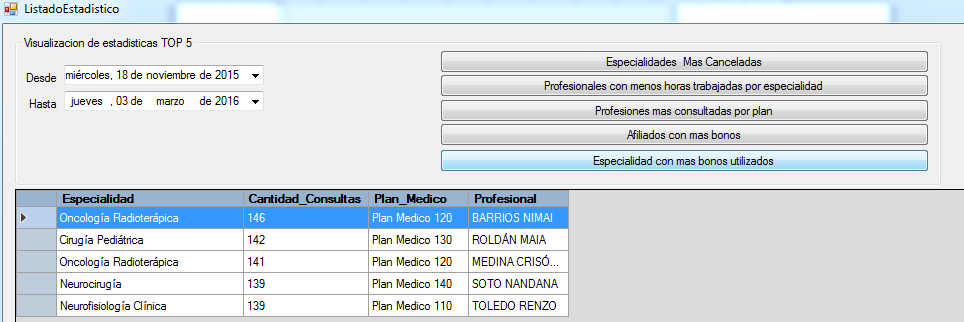 ListadoEstadistico
Visualizacion de estadisticas TOP 5
Desde miércoles, 18 de noviembre de 2015
Hasta jueves , 03 de marzo de 2016
Especialidades Mas Canceladas
Profesionales con menos horas trabajadas por especialidad
Profesiones mas consultadas por plan
Afiliados con mas bonos
Especialidad con mas bonos utilizados
Especialidad Cantidad_Consultas Plan_Medico Profesional
Oncología Radioterápica 146 Plan Medico 120 BARRIOS NIMAI
Cirugía Pediátrica 142 Plan Medico 130 ROLDÁN MAIA
Oncología Radioterápica 141 Plan Medico 120 MEDINA CRISÓ...
Neurocirugía 139 Plan Medico 140 SOTO NANDANA
Neurofisiología Clínica 139 Plan Medico 110 TOLEDO RENZO